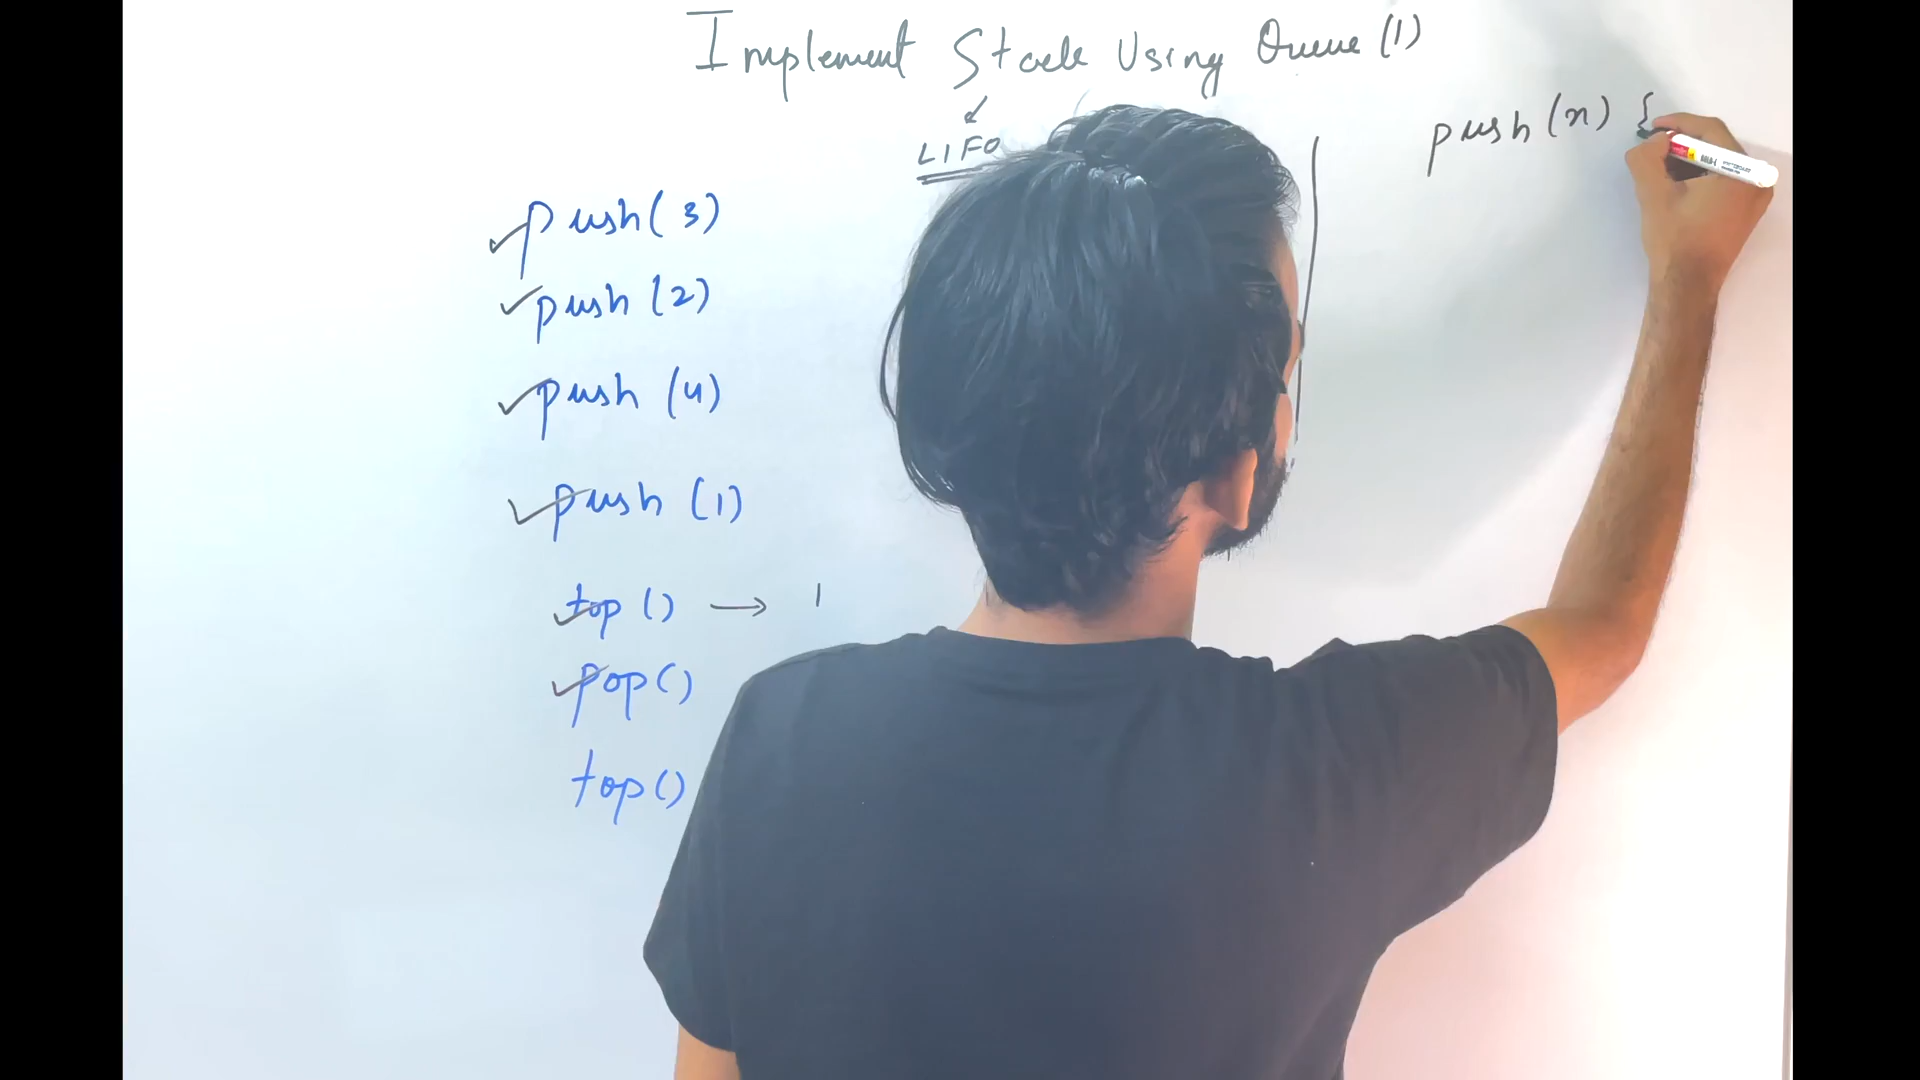 Implement Stack Using Queue (1)
LIFO
push(3)
push (2)
push (4)
push (1)
top () → 1
pop()
top()
push (n) {